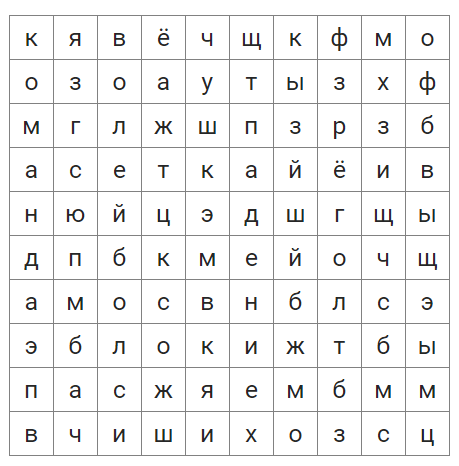 к я в ё ч щ к ф м о
о з о а у т ы з х ф
м г л ж ш п з р з б
а с е т к а й ё и в
н ю й ц э д ш г щ ы
д п б к м е й о ч щ
а м о с в н б л с э
э б л о к и ж т б ы
п а с ж я е м б м м
в ч и ш и х о з с ц